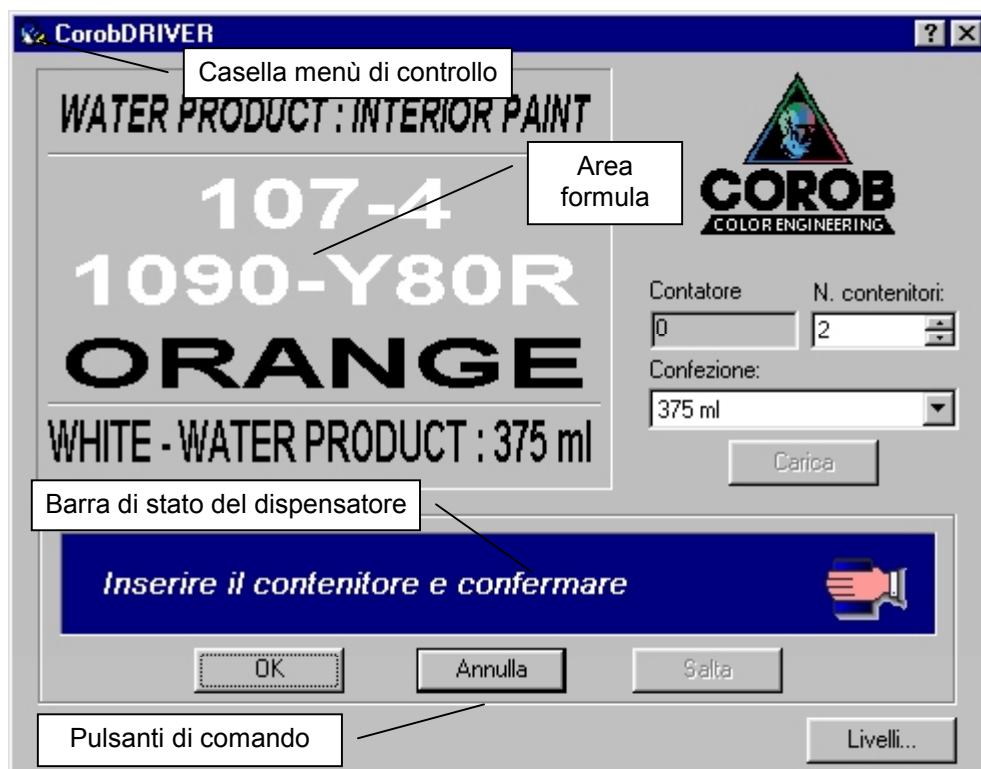 CorobDRIVER
Casella menù di controllo
WATER PRODUCT : INTERIOR PAINT
Area
formula
107-4
1090-Y80R
ORANGE
WHITE - WATER PRODUCT : 375 ml
COROB
COLOR ENGINEERING
Contatore
N. contenitori:
0
2
Confezione:
375 ml
Carica
Barra di stato del dispensatore
Inserire il contenitore e confermare
OK
Annulla
Salta
Pulsanti di comando
Livelli...